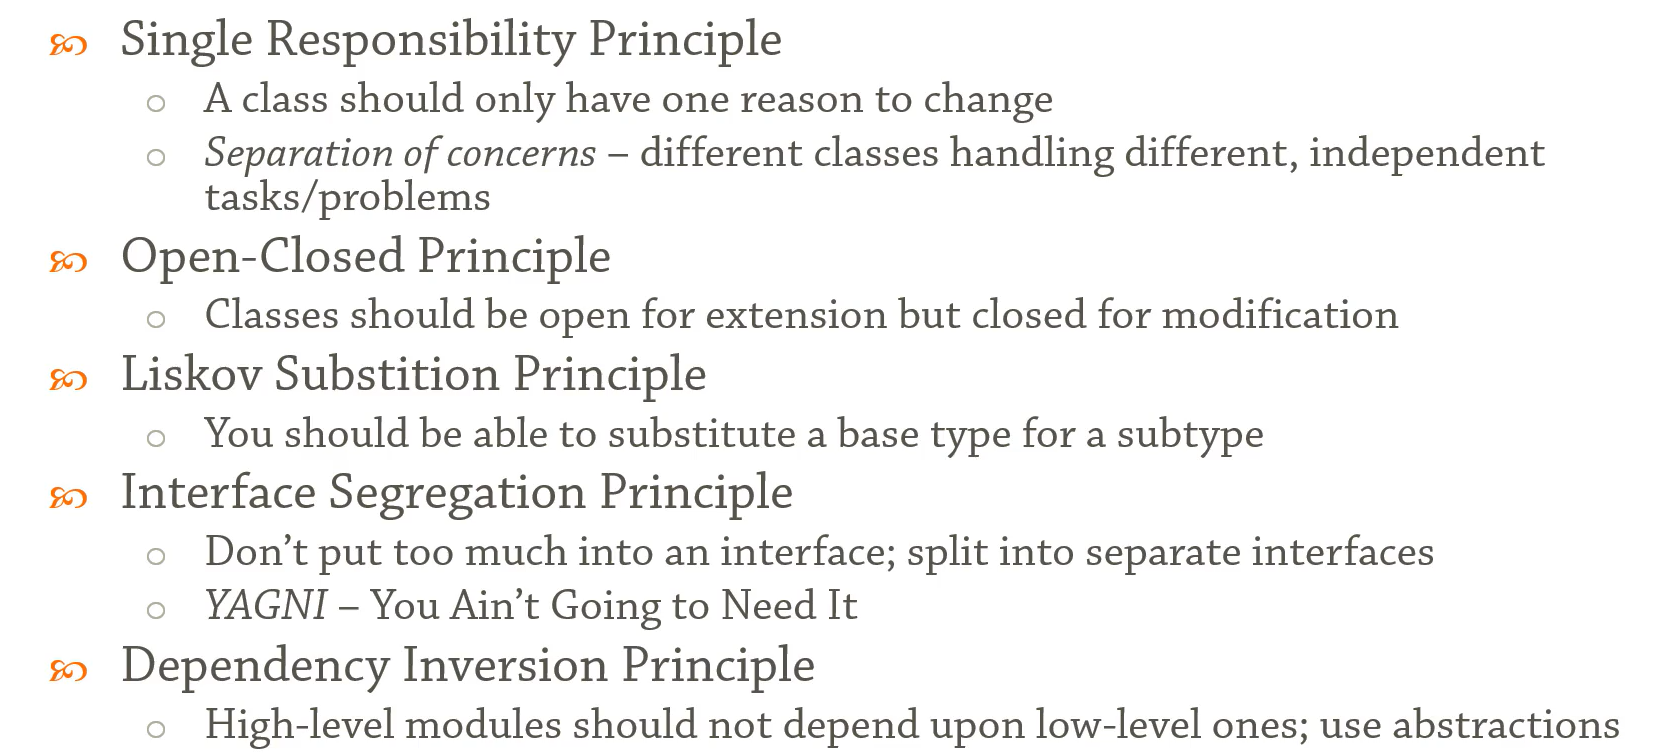 Single Responsibility Principle
A class should only have one reason to change
Separation of concerns – different classes handling different, independent
tasks/problems
Open-Closed Principle
Classes should be open for extension but closed for modification
Liskov Substition Principle
You should be able to substitute a base type for a subtype
Interface Segregation Principle
Don’t put too much into an interface; split into separate interfaces
YAGNI – You Ain’t Going to Need It
Dependency Inversion Principle
High-level modules should not depend upon low-level ones; use abstractions